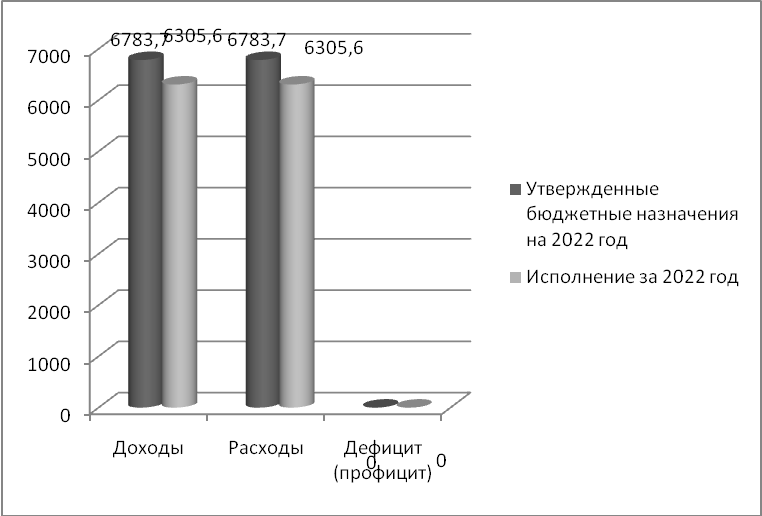 6783,7 6305,6 6783,7 6305,6
7000
6000
5000
4000
3000
2000
1000
0
Доходы Расходы Дефицит
(профицит)
0 0
Утвержденные
бюджетные назначения
на 2022 год
Исполнение за 2022 год